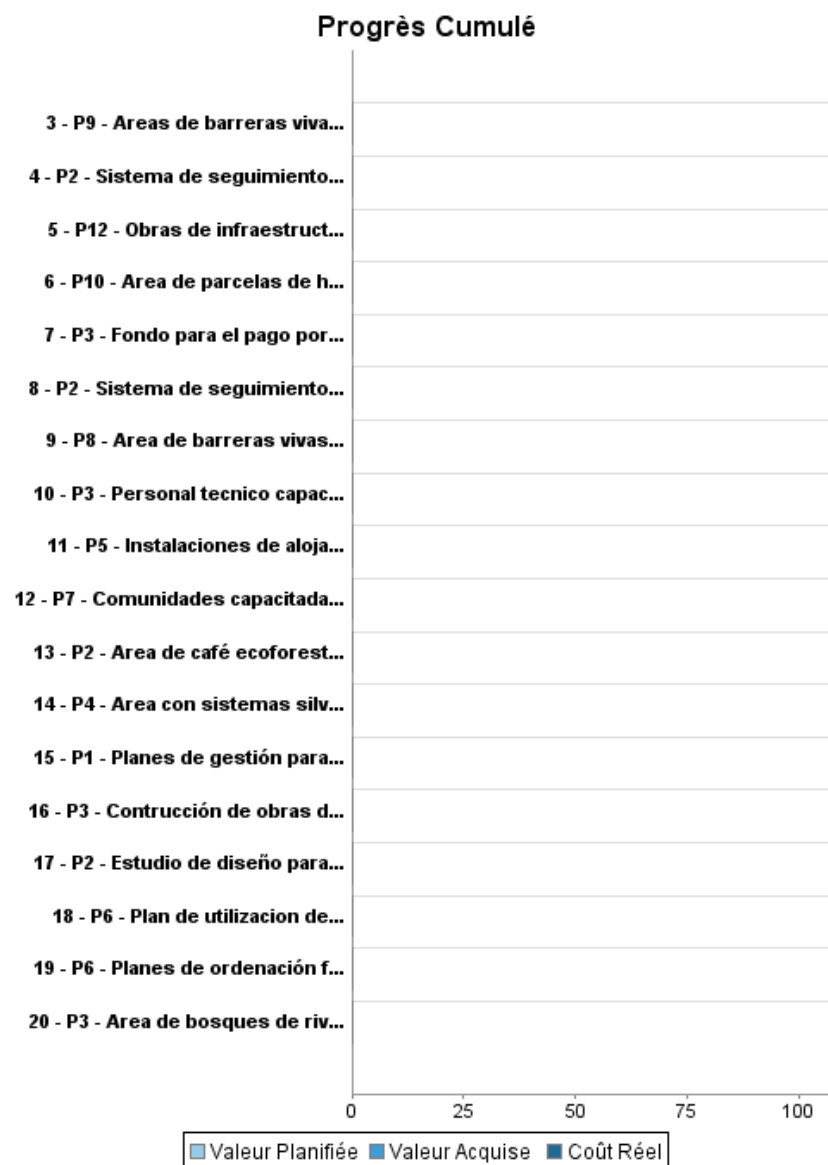 Progrès Cumulé
3 - P9 - Areas de barreras viva...
4 - P2 - Sistema de seguimiento...
5 - P12 - Obras de infraestruct...
6 - P10 - Area de parcelas de h...
7 - P3 - Fondo para el pago por...
8 - P2 - Sistema de seguimiento...
9 - P8 - Area de barreras vivas...
10 - P3 - Personal tecnico capac...
11 - P5 - Instalaciones de aloja...
12 - P7 - Comunidades capacitada...
13 - P2 - Area de café ecoforest...
14 - P4 - Area con sistemas silv...
15 - P1 - Planes de gestión para...
16 - P3 - Contrucción de obras d...
17 - P2 - Estudio de diseño para...
18 - P6 - Plan de utilizacion de...
19 - P6 - Planes de ordenación f...
20 - P3 - Area de bosques de riv...
0 25 50 75 100
Valeur Planifiée Valeur Acquise Coût Réel